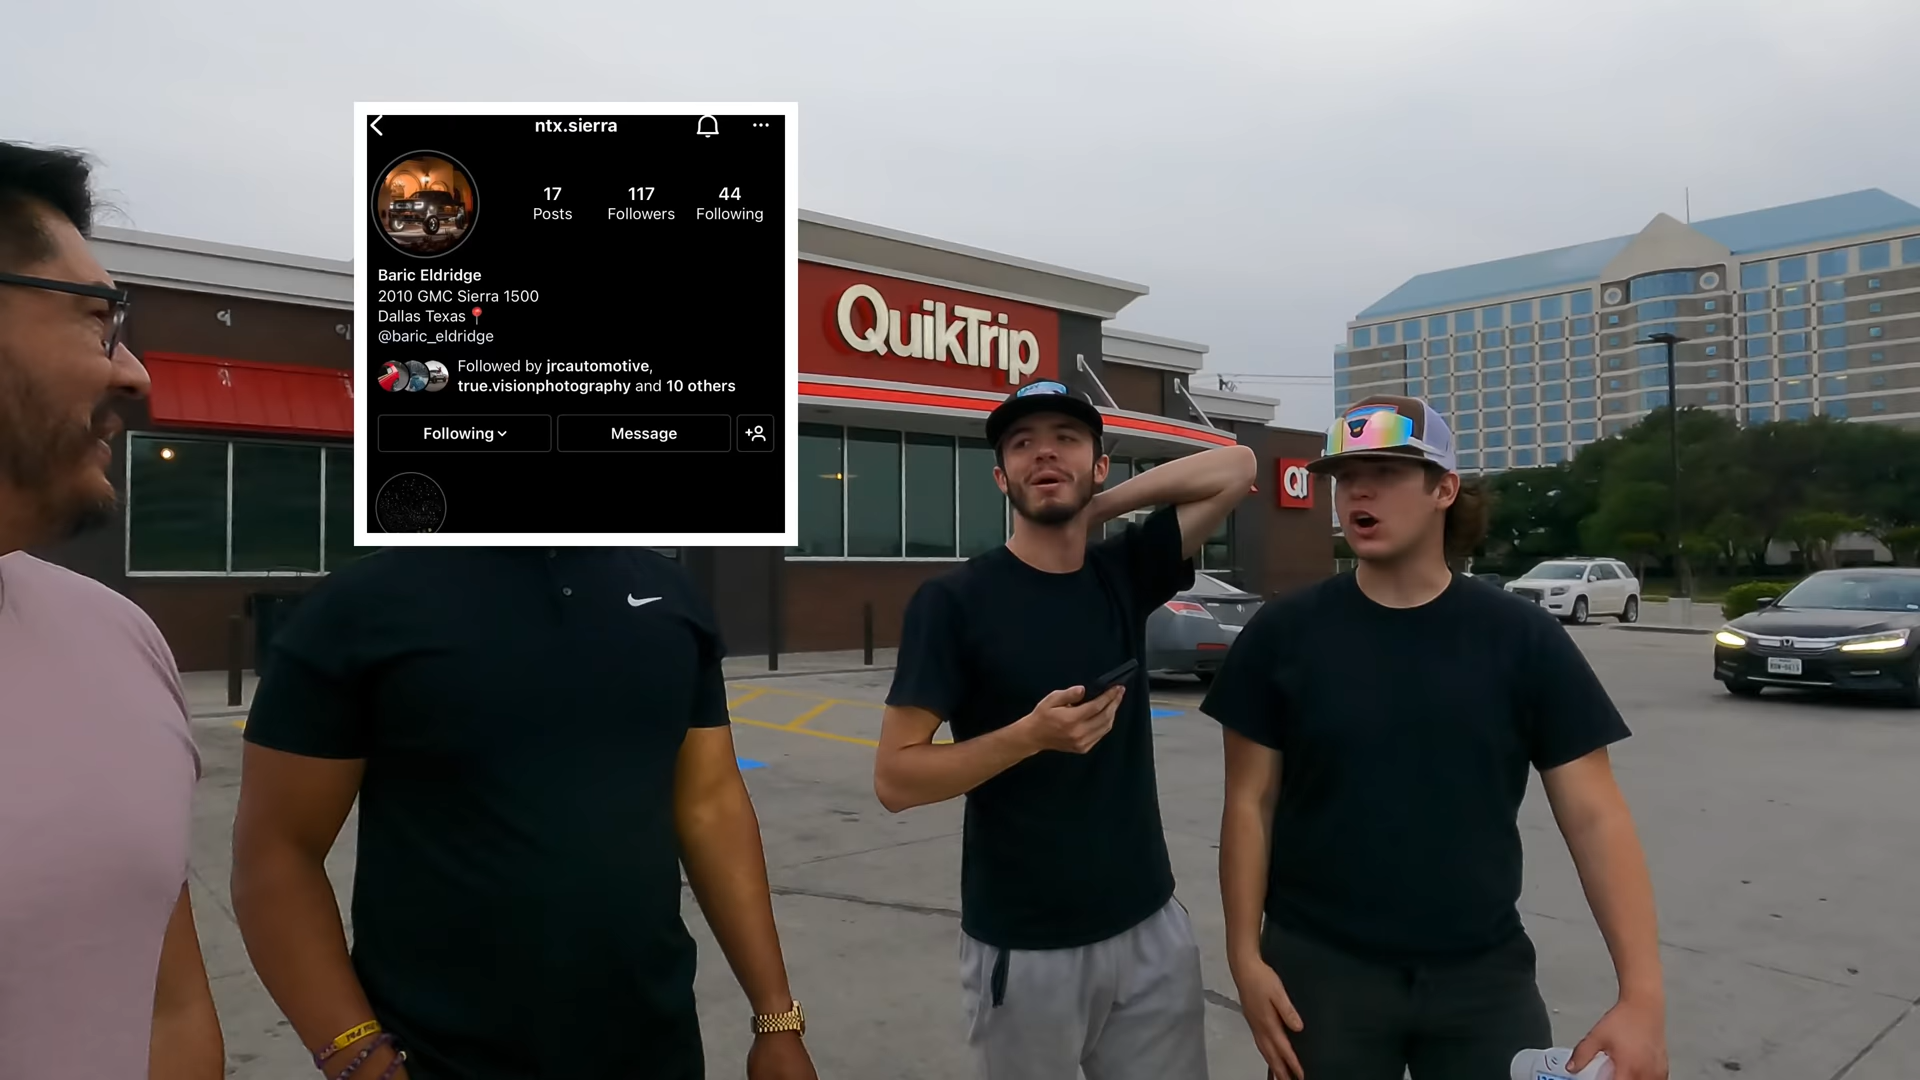 ntx.sierra
17
117
44
Posts
Followers
Following
Baric Eldridge
2010 GMC Sierra 1500
Dallas Texas📍
@baric_eldridge
Followed by jrcautomotive,
true.visionphotography and 10 others
Following
Message
QuikTrip
QT